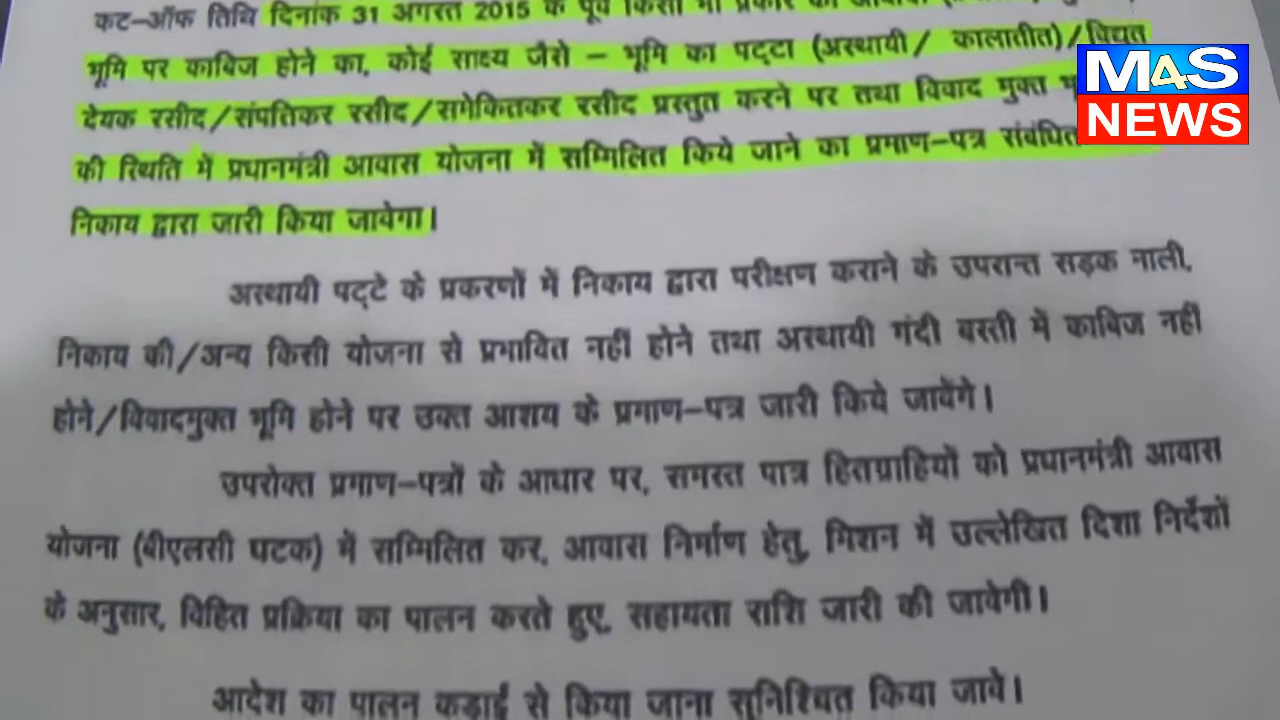 कट–ऑफ तिथि दिनांक 31 अगस्त 2015 के पूर्व किसी भी प्रकार
भूमि पर काबिज होने का, कोई साक्ष्य जैसे – भूमि का पट्टा (अस्थायी/ कालातीत)/विद्युत
M4S
NEWS
देयक रसीद/संपतिकर रसीद/समेकितकर रसीद प्रस्तुत करने पर तथा विवाद मुक्त
की स्थिति में प्रधानमंत्री आवास योजना में सम्मिलित किये जाने का प्रमाण–पत्र संबंधित
निकाय द्वारा जारी किया जावेगा।
अस्थायी पट्टे के प्रकरणों में निकाय द्वारा परीक्षण कराने के उपरान्त सड़क नाली,
निकाय की/अन्य किसी योजना से प्रभावित नहीं होने तथा अस्थायी गंदी बस्ती में काबिज नहीं
होने/विवादमुक्त भूमि होने पर उक्त आशय के प्रमाण–पत्र जारी किये जावेंगे।
उपरोक्त प्रमाण–पत्रों के आधार पर, समस्त पात्र हितग्राहियों को प्रधानमंत्री आवास
योजना (बीएलसी घटक) में सम्मिलित कर, आवास निर्माण हेतु, मिशन में उल्लेखित दिशा निर्देशों
के अनुसार, विहित प्रक्रिया का पालन करते हुए, सहायता राशि जारी की जावेगी।
आदेश का पालन कड़ाई से किया जाना सुनिश्चित किया जावे।